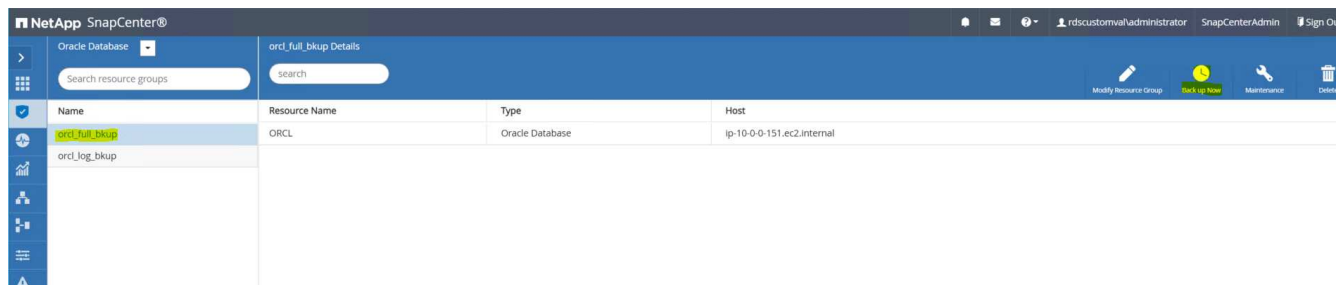 NetApp SnapCenter®
rdscustomval\administrator SnapCenterAdmin Sign Ou
Oracle Database
Search resource groups
Name
orcl_full_bkup
orcl_log_bkup
orcl_full_bkup Details
search
Modify Resource Group Back up Now Maintenance Delete
Resource Name Type Host
ORCL Oracle Database ip-10-0-0-151.ec2.internal